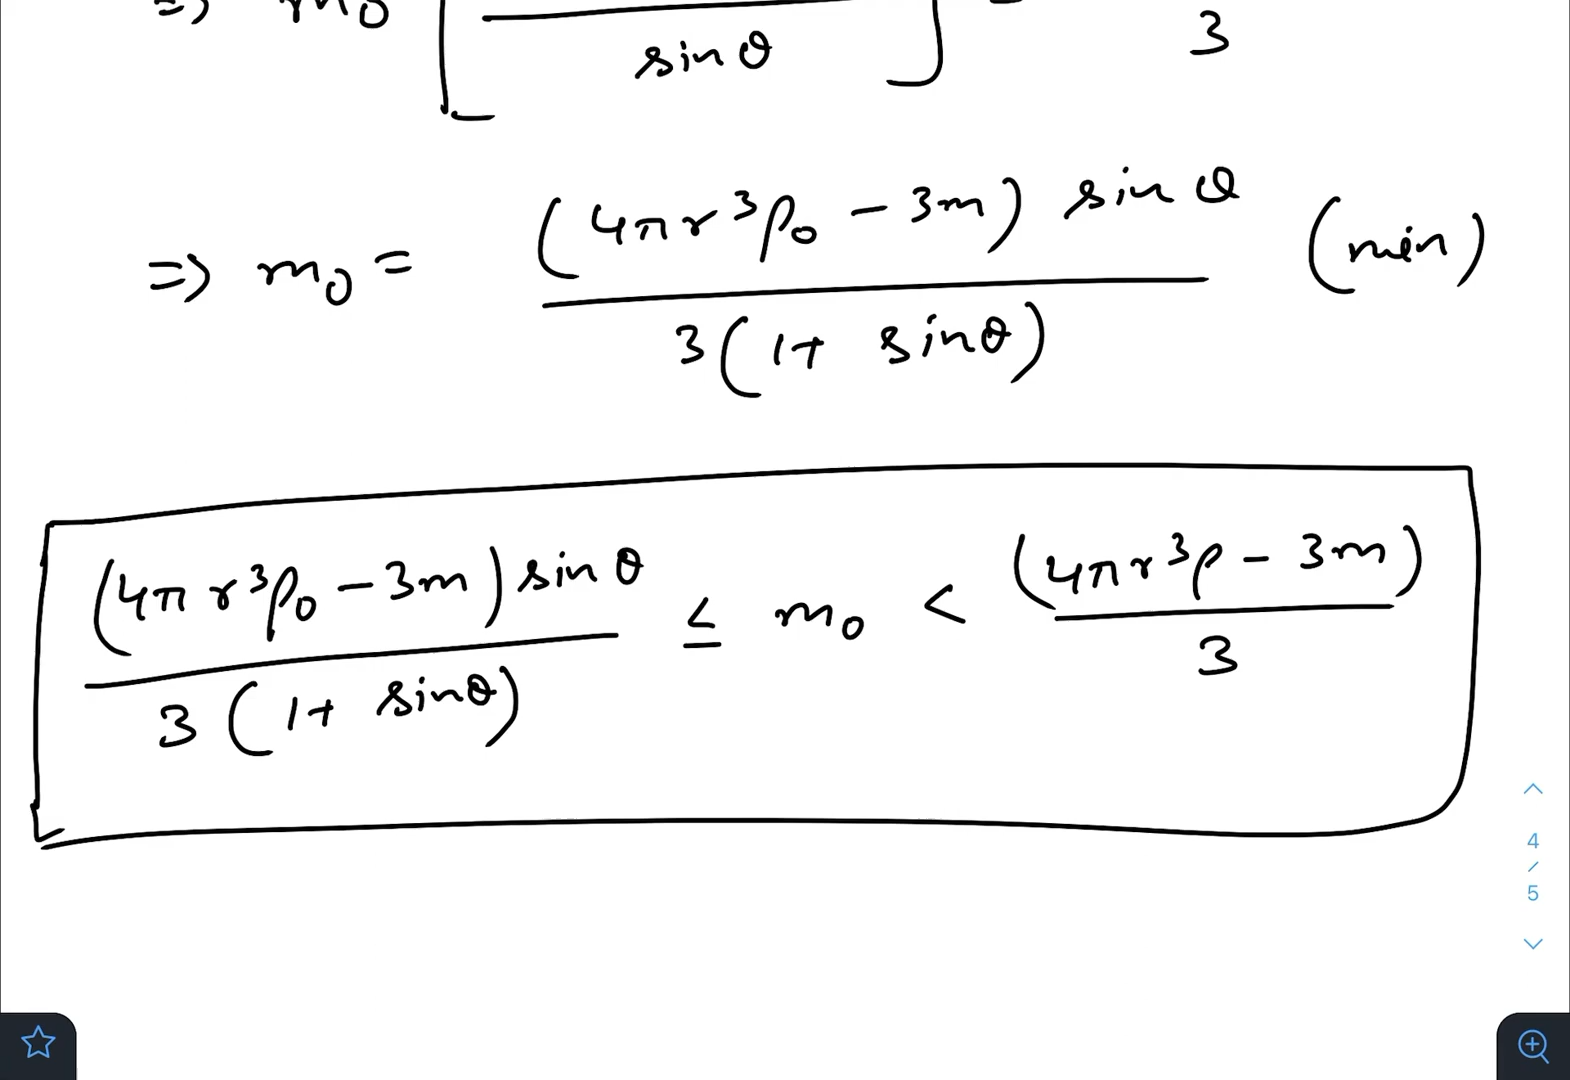 => m₀ [ / sin θ ] = / 3
=> m₀ = (4πr³ρ₀ - 3m) sin θ / 3(1+ sin θ) (min)
(4πr³ρ₀ - 3m) sin θ / 3(1+ sin θ) ≤ m₀ < (4πr³ρ - 3m) / 3
4
/
5